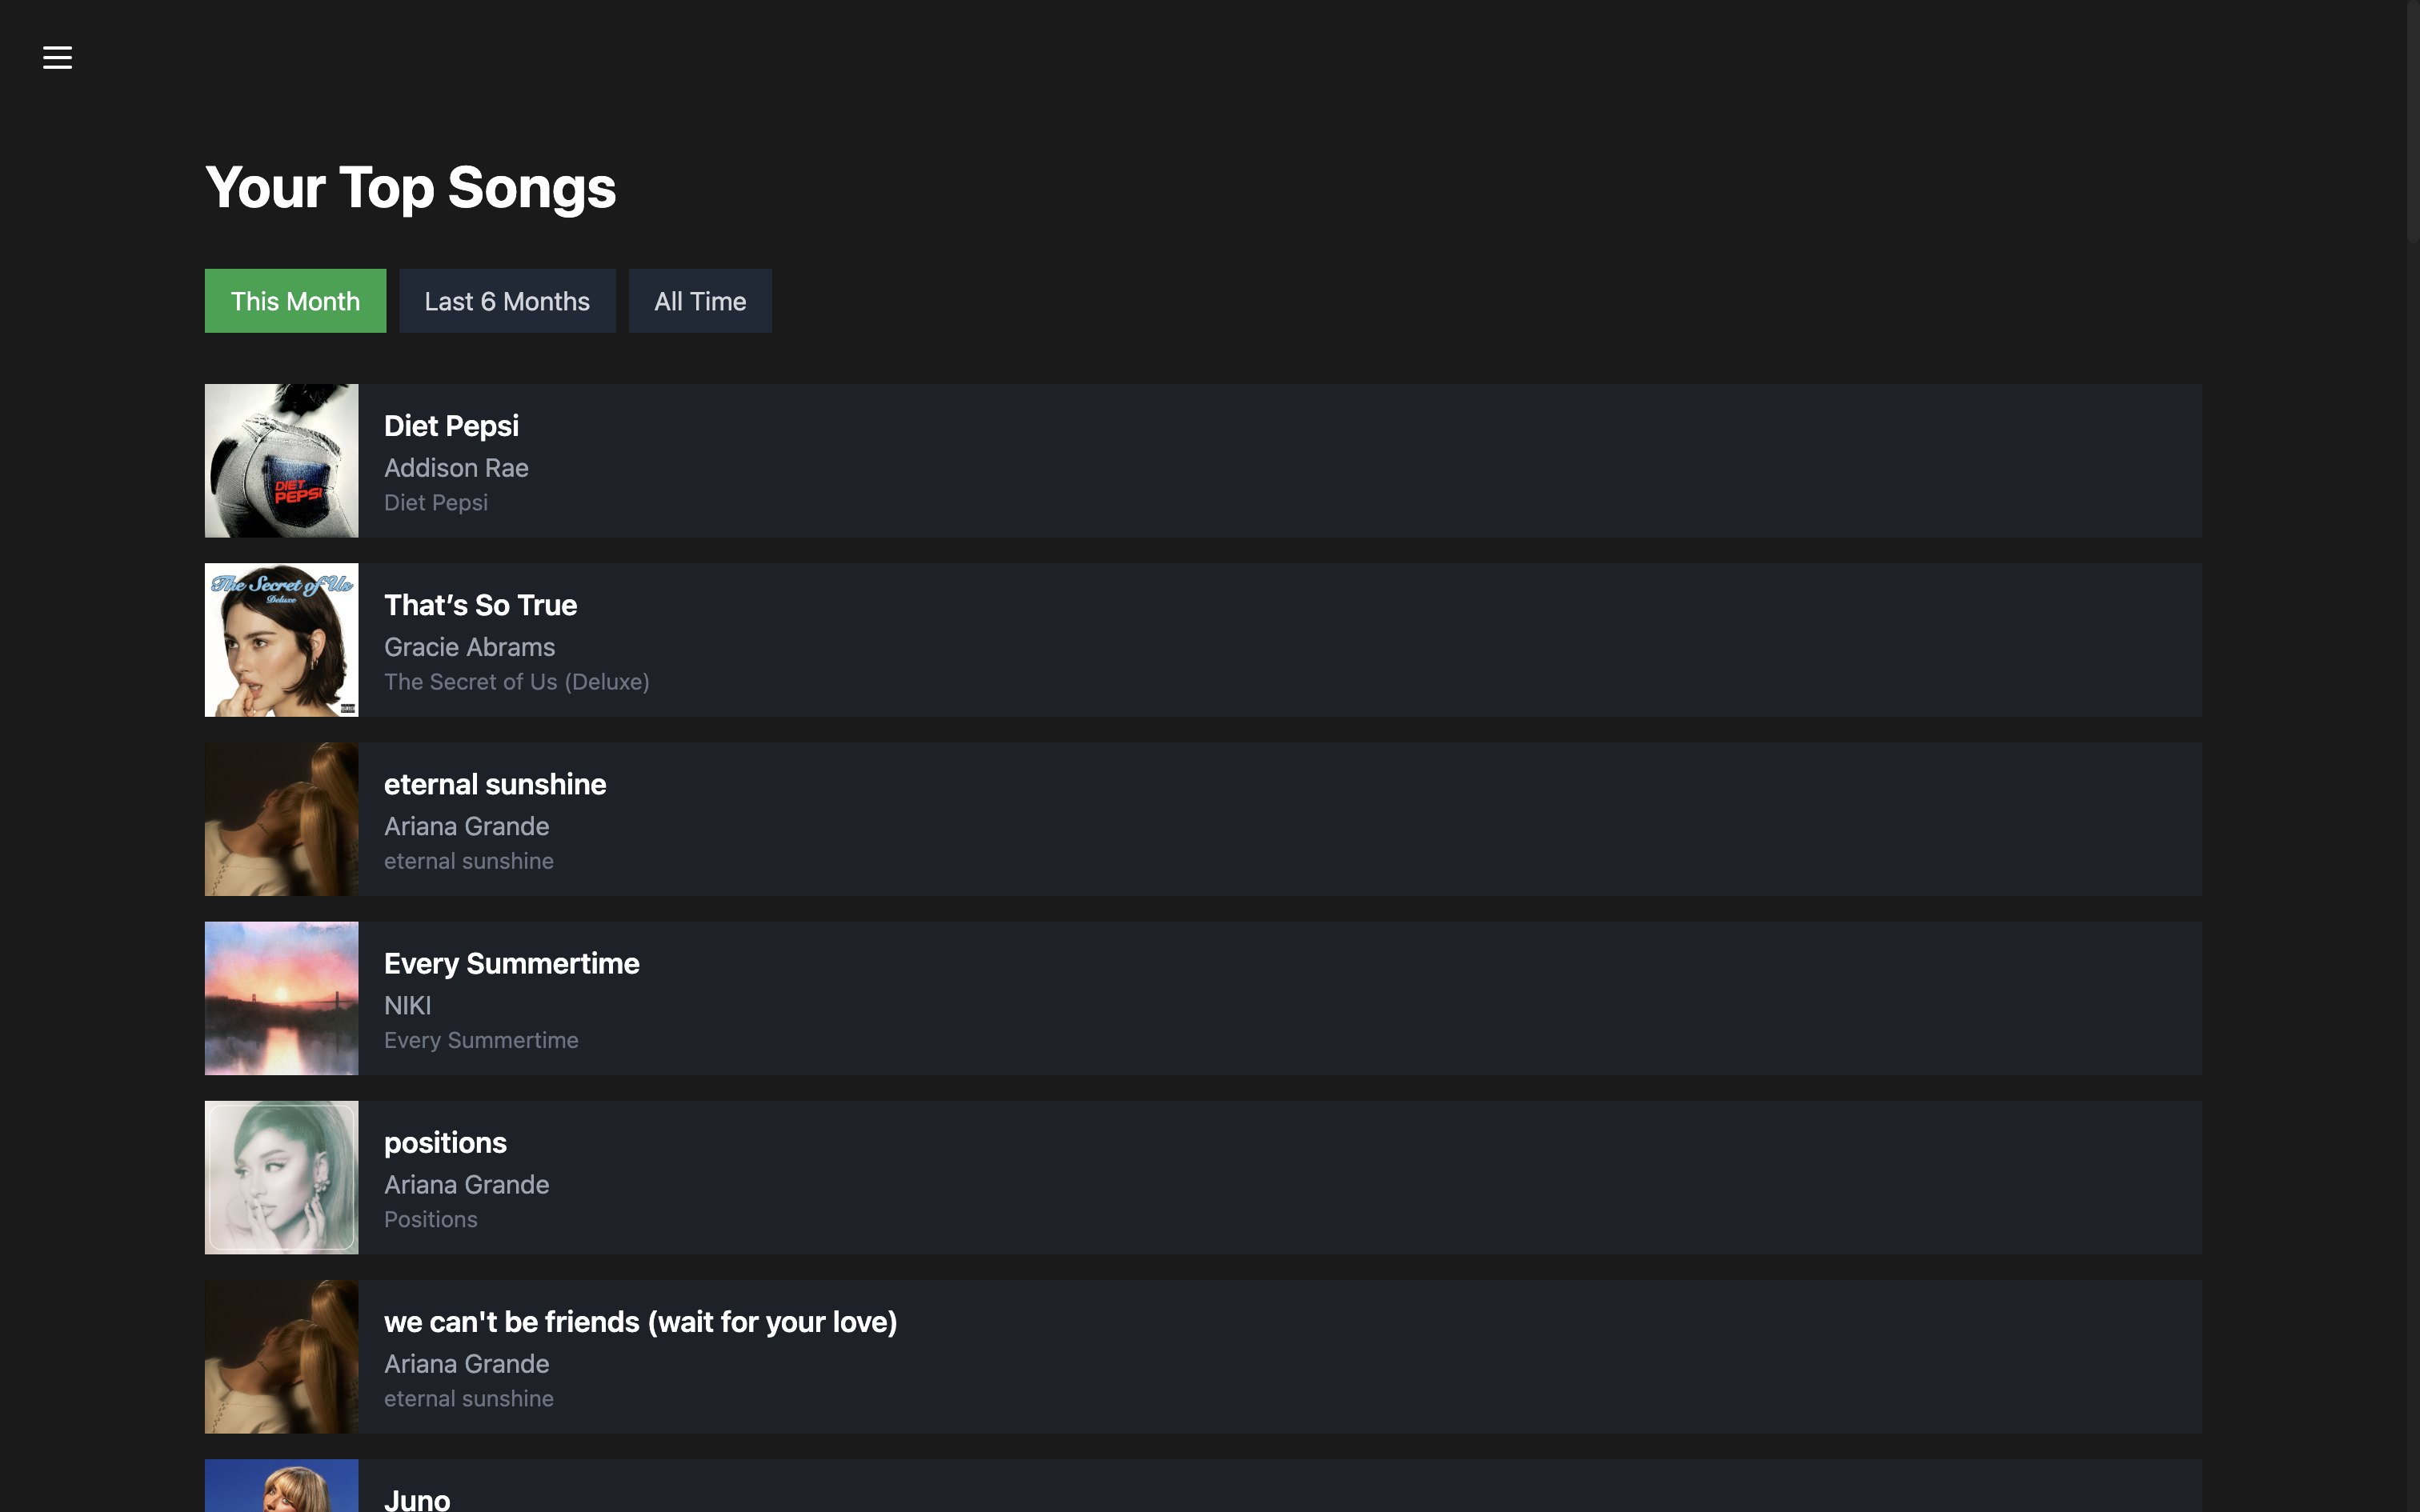 Your Top Songs
This Month
Last 6 Months
All Time
DIET
PEPSI
Diet Pepsi
Addison Rae
Diet Pepsi
The Secret of Us
Deluxe
That’s So True
Gracie Abrams
The Secret of Us (Deluxe)
eternal sunshine
Ariana Grande
eternal sunshine
Every Summertime
NIKI
Every Summertime
positions
Ariana Grande
Positions
we can't be friends (wait for your love)
Ariana Grande
eternal sunshine
Juno